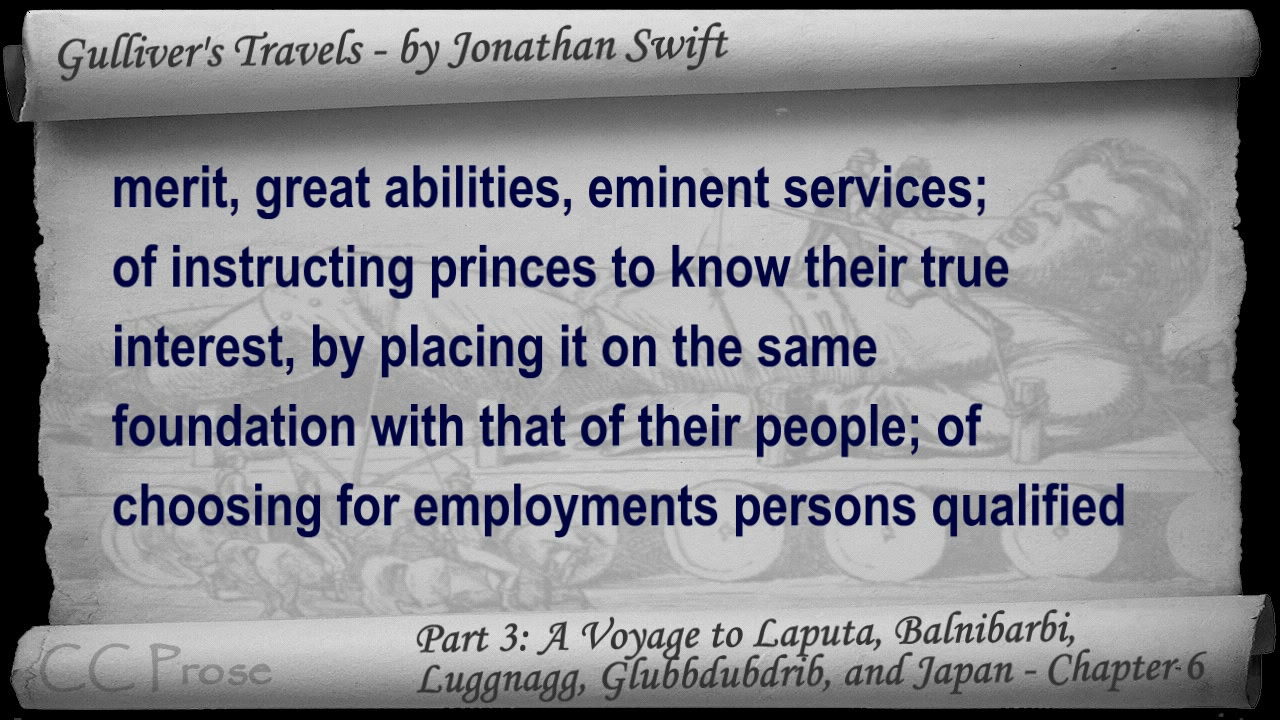 Gulliver's Travels - by Jonathan Swift
merit, great abilities, eminent services;
of instructing princes to know their true
interest, by placing it on the same
foundation with that of their people; of
choosing for employments persons qualified
Part 3: A Voyage to Laputa, Balnibarbi,
Luggnagg, Glubbdubdrib, and Japan - Chapter 6
CC Prose